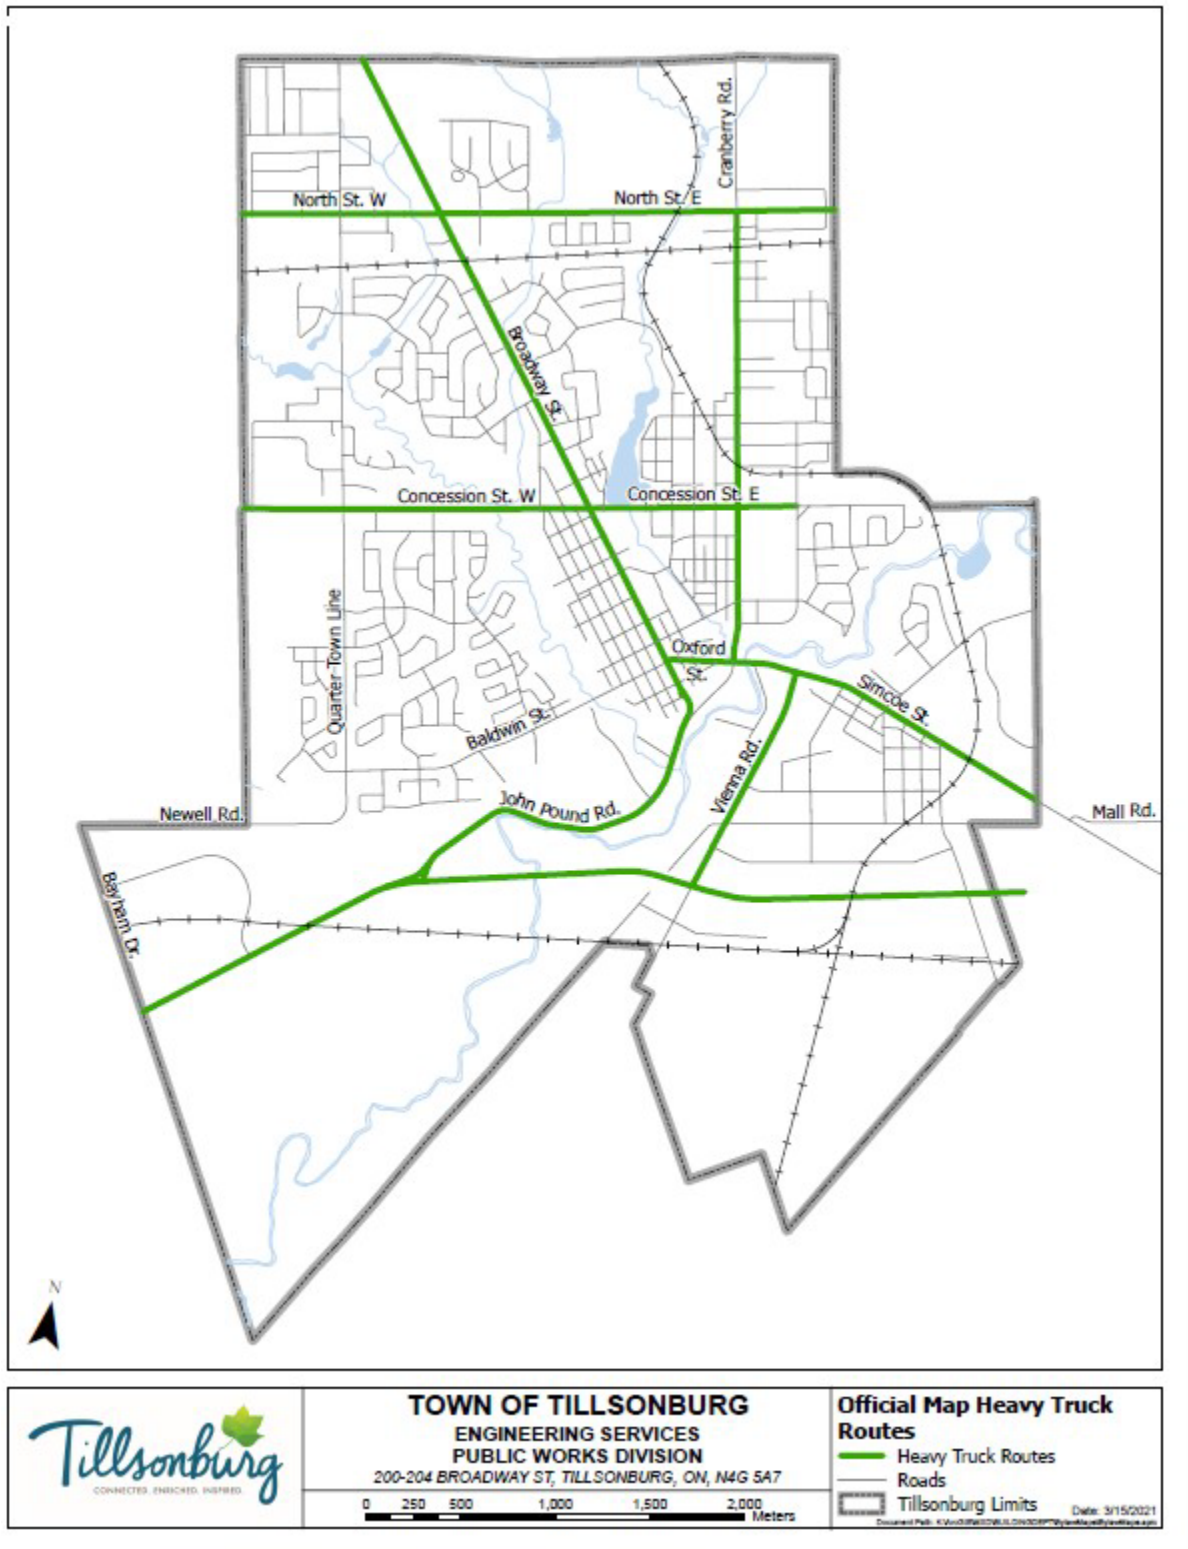 Cranberry Rd.
North St. W
North St. E
Broadway St.
Concession St. W
Concession St. E
Quarter Town Line
Oxford
St.
Simcoe St.
Baldwin St.
Vienna Rd.
John Pound Rd.
Newell Rd.
Mall Rd.
Bayham Dr.
N
Tillsonburg
CONNECTED. ENRICHED. INSPIRED.
TOWN OF TILLSONBURG
ENGINEERING SERVICES
PUBLIC WORKS DIVISION
200-204 BROADWAY ST, TILLSONBURG, ON, N4G 5A7
0 250 500 1,000 1,500 2,000
Meters
Official Map Heavy Truck
Routes
Heavy Truck Routes
Roads
Tillsonburg Limits
Date: 3/15/2021
Document Path: